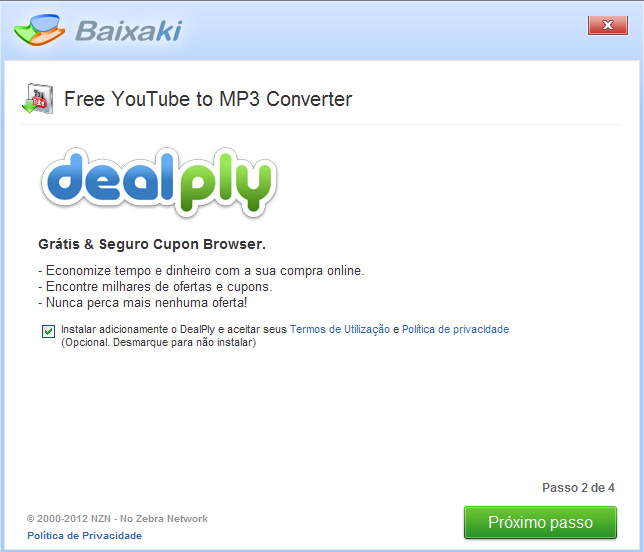 Baixaki
X
You
Tube
Free YouTube to MP3 Converter
dealply
Grátis & Seguro Cupon Browser.
- Economize tempo e dinheiro com a sua compra online.
- Encontre milhares de ofertas e cupons.
- Nunca perca mais nenhuma oferta!
Instalar adicionamente o DealPly e aceitar seus Termos de Utilização e Política de privacidade
(Opcional. Desmarque para não instalar)
Passo 2 de 4
© 2000-2012 NZN - No Zebra Network
Próximo passo
Política de Privacidade